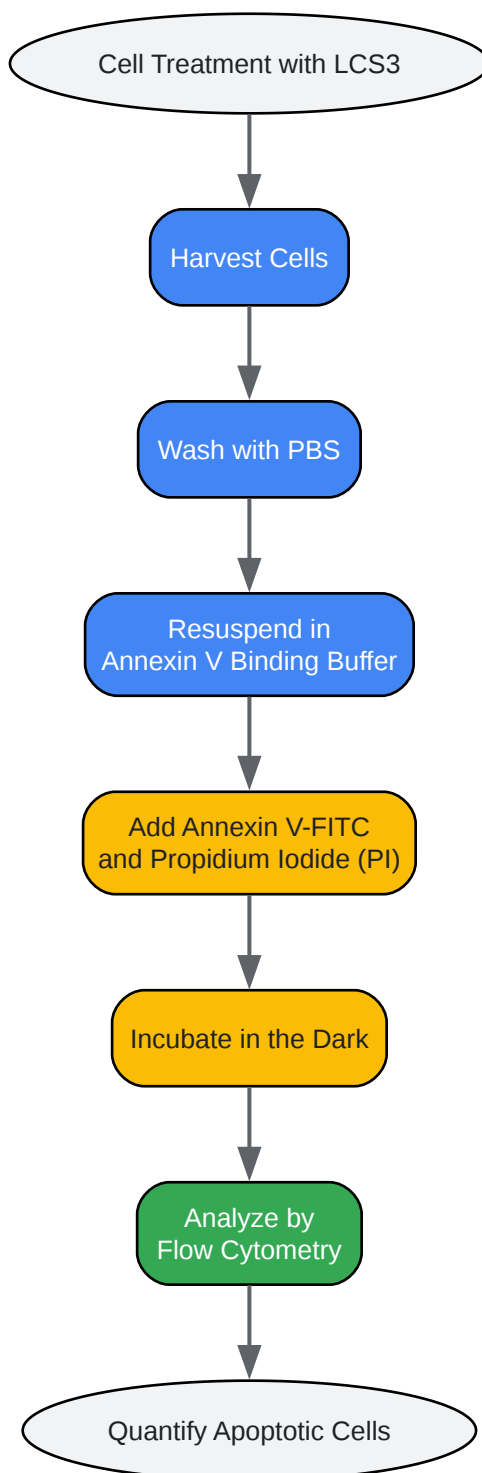 Cell Treatment with LCS3
Harvest Cells
Wash with PBS
Resuspend in
Annexin V Binding Buffer
Add Annexin V-FITC
and Propidium Iodide (PI)
Incubate in the Dark
Analyze by
Flow Cytometry
Quantify Apoptotic Cells